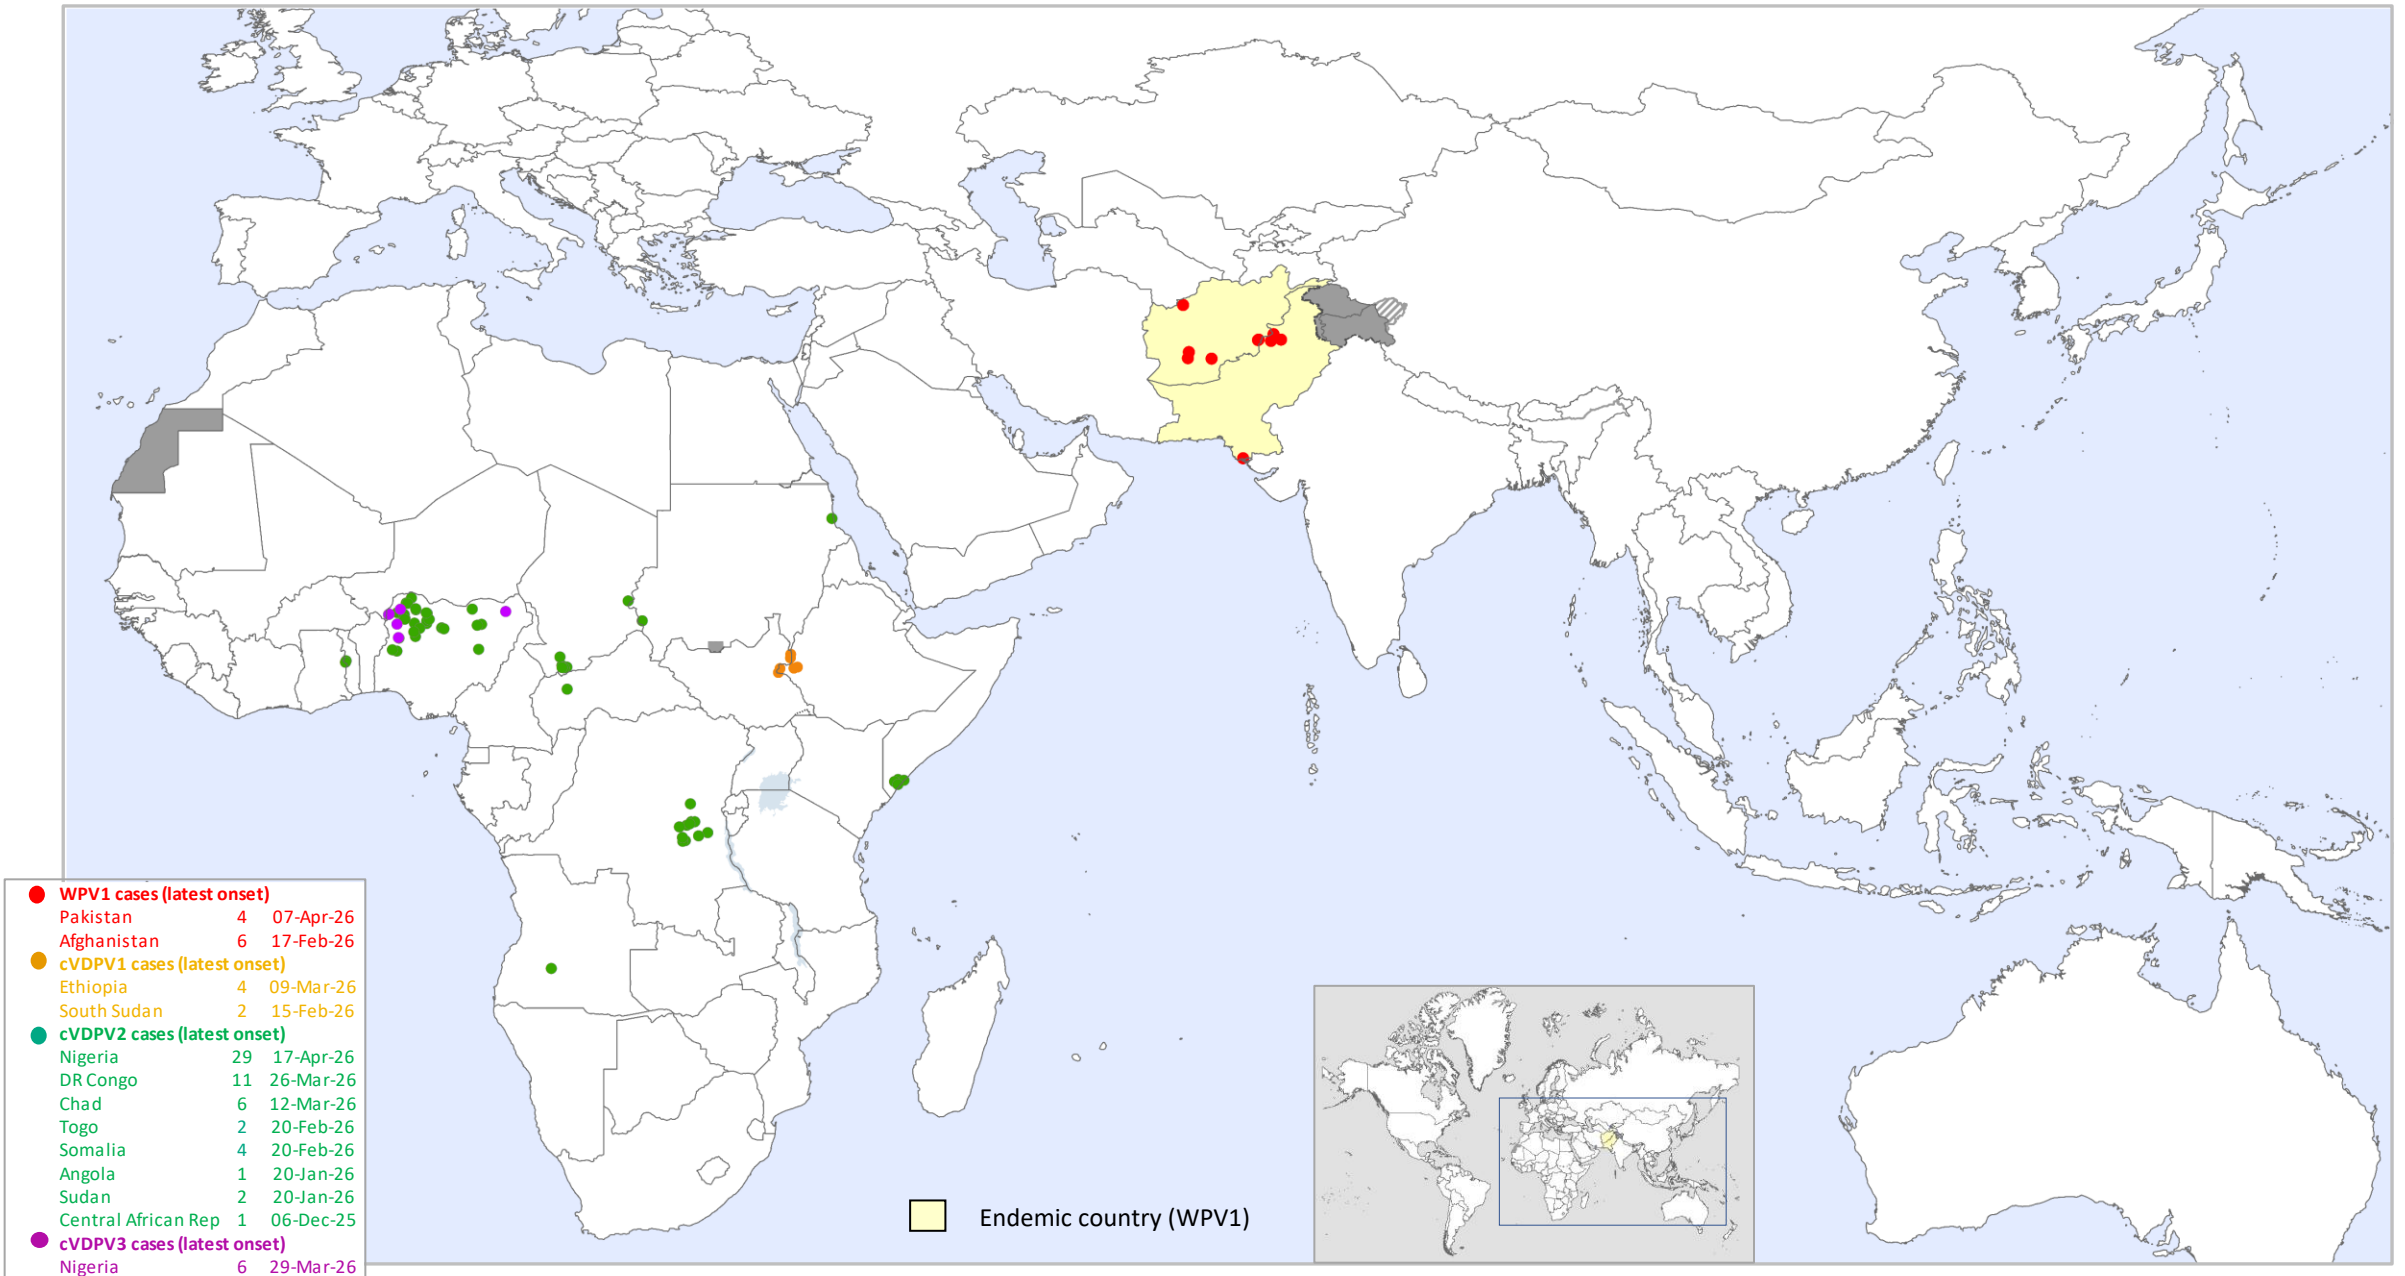 WPV1 cases (latest onset)
Pakistan 4 07-Apr-26
Afghanistan 6 17-Feb-26
cVDPV1 cases (latest onset)
Ethiopia 4 09-Mar-26
South Sudan 2 15-Feb-26
cVDPV2 cases (latest onset)
Nigeria 29 17-Apr-26
DR Congo 11 26-Mar-26
Chad 6 12-Mar-26
Togo 2 20-Feb-26
Somalia 4 20-Feb-26
Angola 1 20-Jan-26
Sudan 2 20-Jan-26
Central African Rep 1 06-Dec-25
cVDPV3 cases (latest onset)
Nigeria 6 29-Mar-26
Endemic country (WPV1)